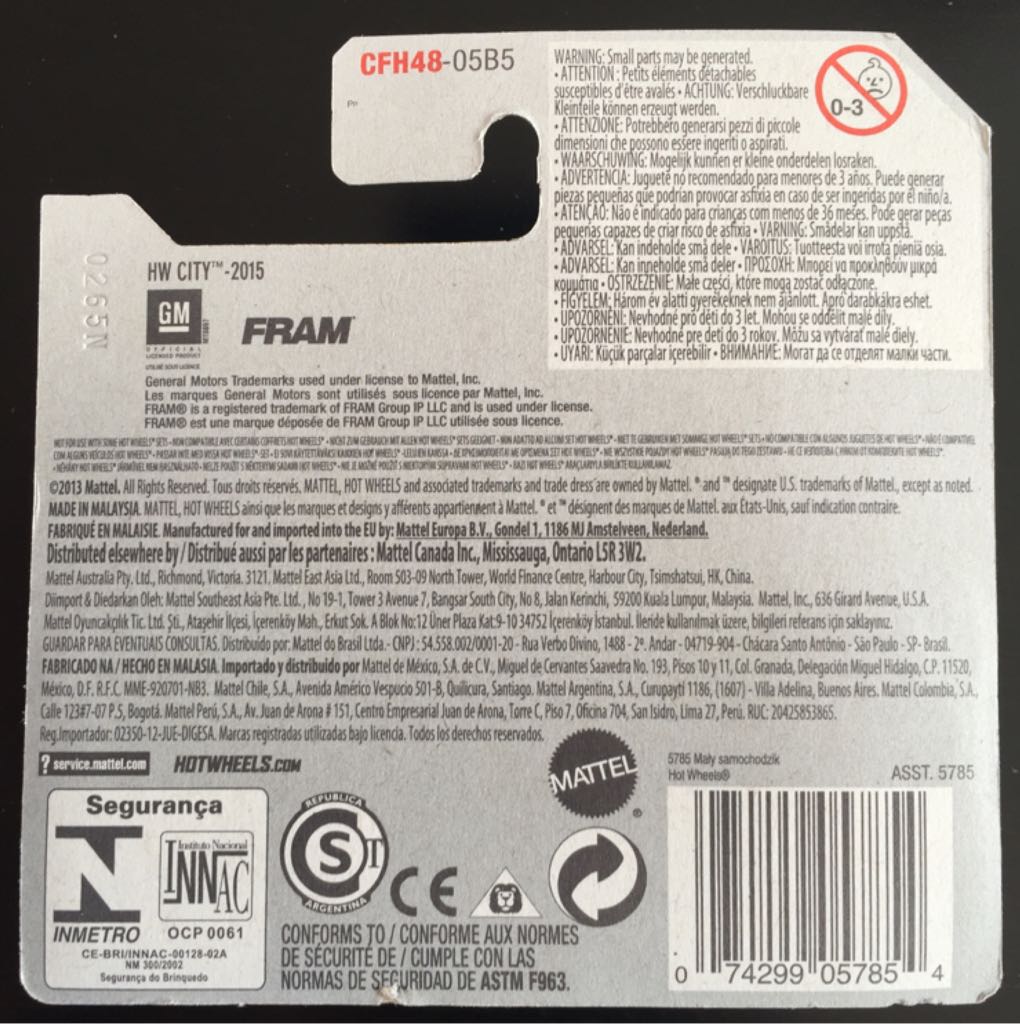 CFH48-05B5
WARNING: Small parts may be generated.
• ATTENTION : Petits éléments détachables
susceptibles d'être avalés • ACHTUNG: Verschluckbare
Kleinteile können erzeugt werden.
• ATTENZIONE: Potrebbero generarsi pezzi di piccole
dimensioni che possono essere ingeriti o aspirati.
• WAARSCHUWING: Mogelijk kunnen er kleine onderdelen losraken.
• ADVERTENCIA: Juguete no recomendado para menores de 3 años. Puede generar
piezas pequeñas que podrían provocar asfixia en caso de ser ingeridas por el niño/a.
• ATENÇÃO: Não é indicado para crianças com menos de 36 meses. Pode gerar peças
pequenas capazes de criar risco de asfixia • VARNING: Smådelar kan uppstå.
• ADVARSEL: Kan indeholde små dele • VAROITUS: Tuotteesta voi irrota pieniä osia.
• ADVARSEL: Kan inneholde små deler • ΠΡΟΣΟΧΗ: Μπορεί να προκληθούν μικρά
κομμάτια • OSTRZEŻENIE: Małe części, które mogą zostać odłączone.
• FIGYELEM: Három év alatti gyerekeknek nem ajánlott. Apró darabkákra eshet.
• UPOZORNĚNÍ: Nevhodné pro děti do 3 let. Mohou se oddělit malé díly.
• UPOZORNENIE: Nevhodné pre deti do 3 rokov. Môžu sa vytvárať malé diely.
• UYARI: Küçük parçalar içerebilir • ВНИМАНИЕ: Могат да се отделят малки части.
0-3
0265N
HW CITY™-2015
GM
OFFICIAL
LICENSED PRODUCT
FRAM
General Motors Trademarks used under license to Mattel, Inc.
Les marques General Motors sont utilisés sous licence par Mattel, Inc.
FRAM® is a registered trademark of FRAM Group IP LLC and is used under license.
FRAM® est une marque déposée de FRAM Group IP LLC utilisée sous licence.
NOT FOR USE WITH SOME HOT WHEELS® SETS • NON COMPATIBLE AVEC CERTAINS COFFRETS HOT WHEELS®
©2013 Mattel. All Rights Reserved. Tous droits réservés. MATTEL, HOT WHEELS and associated trademarks and trade dress are owned by Mattel. ® and ™ designate U.S. trademarks of Mattel, except as noted.
MADE IN MALAYSIA. MATTEL, HOT WHEELS ainsi que les marques et designs y afférents appartiennent à Mattel. ® et ™ désignent des marques de Mattel aux États-Unis, sauf indication contraire.
FABRIQUÉ EN MALAISIE. Manufactured for and imported into the EU by: Mattel Europa B.V., Gondel 1, 1186 MJ Amstelveen, Nederland.
Distributed elsewhere by / Distribué aussi par les partenaires : Mattel Canada Inc., Mississauga, Ontario L5R 3W2.
Mattel Australia Pty. Ltd., Richmond, Victoria. 3121. Mattel East Asia Ltd., Room 503-09 North Tower, World Finance Centre, Harbour City, Tsimshatsui, HK, China.
Diimport & Diedarkan Oleh: Mattel Southeast Asia Pte. Ltd., No 19-1, Tower 3 Avenue 7, Bangsar South City, No 8, Jalan Kerinchi, 59200 Kuala Lumpur, Malaysia. Mattel, Inc., 636 Girard Avenue, U.S.A.
Mattel Oyuncakçılık Tic. Ltd. Şti., Ataşehir İlçesi, İçerenköy Mah., Erkut Sok. A Blok No:12 Üner Plaza Kat:9-10 34752 İçerenköy İstanbul. İleride kullanılmak üzere, bilgileri referans için saklayınız.
GUARDAR PARA EVENTUAIS CONSULTAS. Distribuido por: Mattel do Brasil Ltda.- CNPJ : 54.558.002/0001-20 - Rua Verbo Divino, 1488 - 2º. Andar - 04719-904 - Chácara Santo Antônio - São Paulo - SP- Brasil.
FABRICADO NA / HECHO EN MALASIA. Importado y distribuido por Mattel de México, S.A. de C.V., Miguel de Cervantes Saavedra No. 193, Pisos 10 y 11, Col. Granada, Delegación Miguel Hidalgo, C.P. 11520,
México, D.F. R.F.C. MME-920701-NB3. Mattel Chile, S.A., Avenida Américo Vespucio 501-B, Quilicura, Santiago. Mattel Argentina, S.A., Curupaytí 1186, (1607) - Villa Adelina, Buenos Aires. Mattel Colombia, S.A.,
Calle 123#7-07 P.5, Bogotá. Mattel Perú, S.A., Av. Juan de Arona # 151, Centro Empresarial Juan de Arona, Torre C, Piso 7, Oficina 704, San Isidro, Lima 27, Perú. RUC: 20425853865.
Reg.Importador: 02350-12-JUE-DIGESA. Marcas registradas utilizadas bajo licencia. Todos los derechos reservados.
? service.mattel.com
HOTWHEELS.COM
MATTEL®
5785 Mały samochodzik
Hot Wheels®
ASST. 5785
Segurança
INMETRO
Instituto Nacional
INNAC
OCP 0061
CE-BRI/INNAC-00128-02A
NM 300/2002
Segurança do Brinquedo
REPUBLICA
ST
ARGENTINA
CE
CONFORMS TO / CONFORME AUX NORMES
DE SÉCURITÉ DE / CUMPLE CON LAS
NORMAS DE SEGURIDAD DE ASTM F963.
0 74299 05785 4